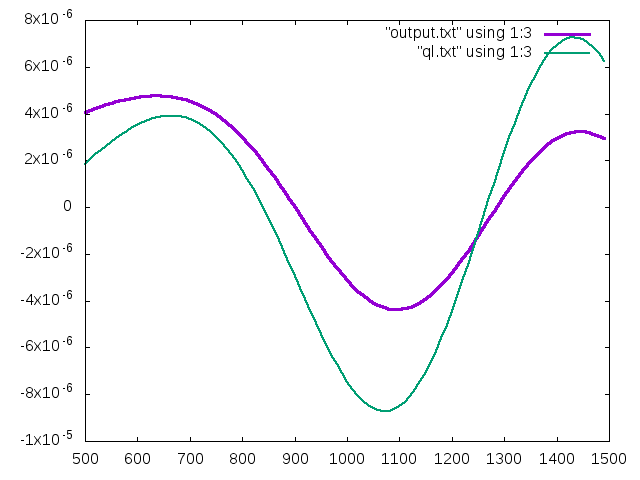 8x10⁻⁶
6x10⁻⁶
4x10⁻⁶
2x10⁻⁶
0
-2x10⁻⁶
-4x10⁻⁶
-6x10⁻⁶
-8x10⁻⁶
-1x10⁻⁵
500 600 700 800 900 1000 1100 1200 1300 1400 1500
"output.txt" using 1:3
"ql.txt" using 1:3